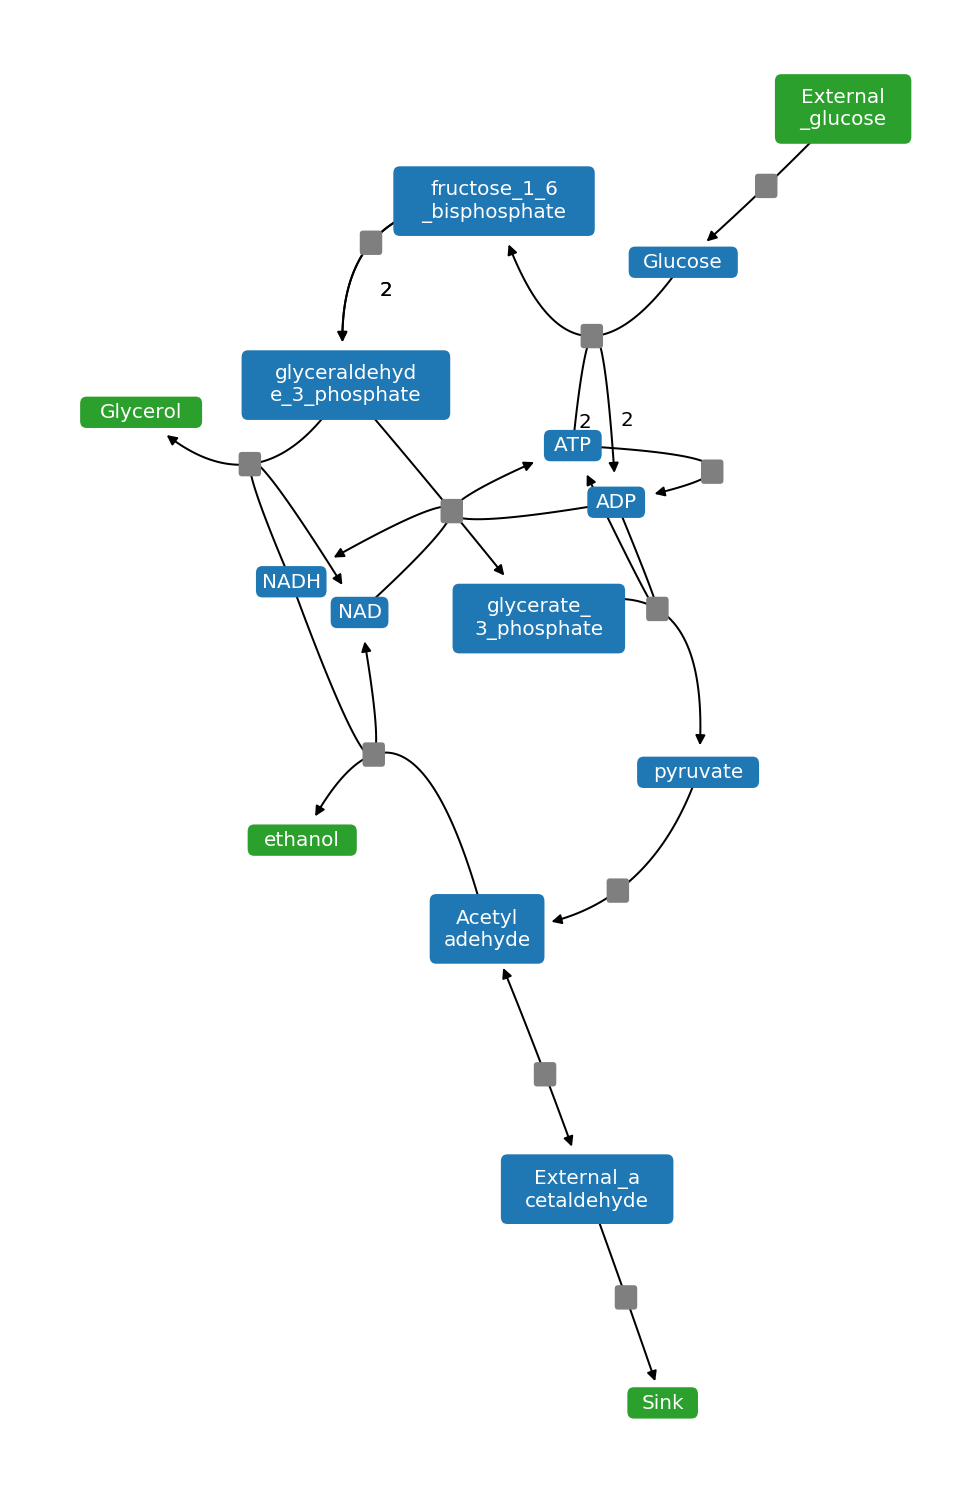 External
_glucose
fructose_1_6
_bisphosphate
Glucose
2
glyceraldehyd
e_3_phosphate
Glycerol
2
2
ATP
ADP
NADH
NAD
glycerate_
3_phosphate
pyruvate
ethanol
Acetyl
adehyde
External_a
cetaldehyde
Sink